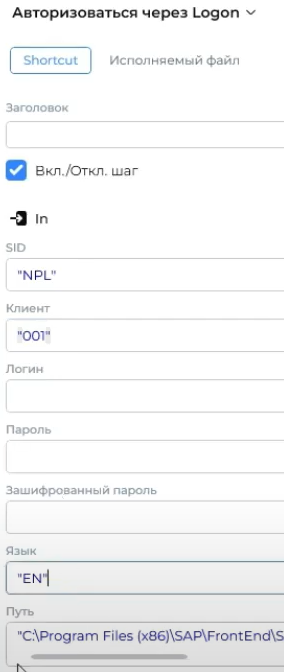 Авторизоваться через Logon
Shortcut Исполняемый файл
Заголовок
Вкл./Откл. шаг
In
SID
"NPL"
Клиент
"001"
Логин
Пароль
Зашифрованный пароль
Язык
"EN"
Путь
"C:\Program Files (x86)\SAP\FrontEnd\S